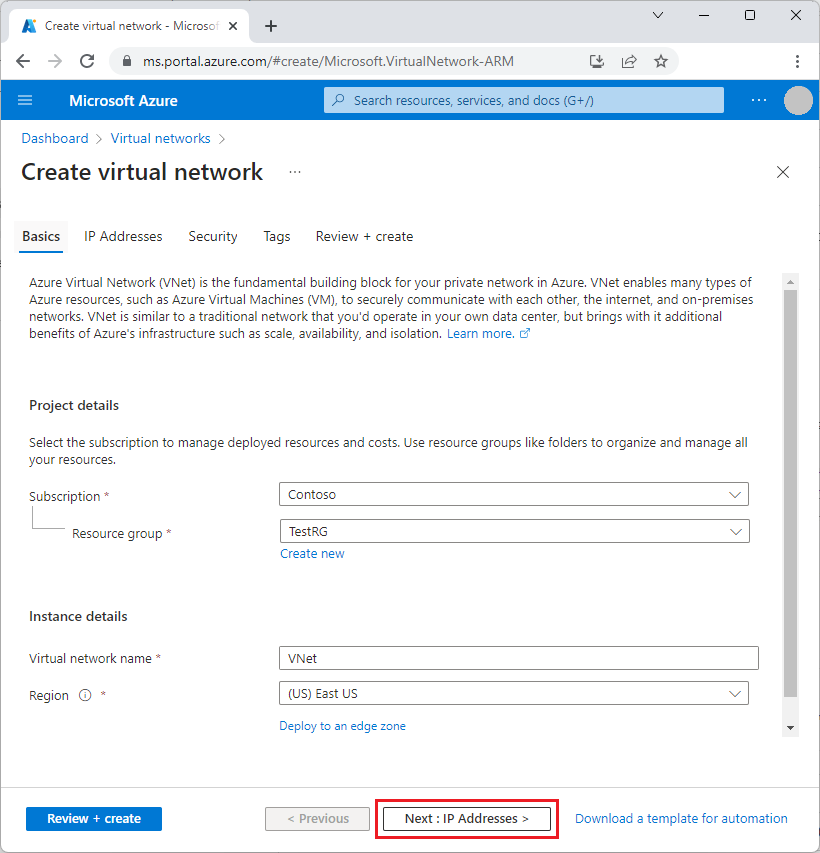 Create virtual network - Microsof
ms.portal.azure.com/#create/Microsoft.VirtualNetwork-ARM
Microsoft Azure
Search resources, services, and docs (G+/)
Dashboard > Virtual networks >
Create virtual network ...
Basics IP Addresses Security Tags Review + create
Azure Virtual Network (VNet) is the fundamental building block for your private network in Azure. VNet enables many types of
Azure resources, such as Azure Virtual Machines (VM), to securely communicate with each other, the internet, and on-premises
networks. VNet is similar to a traditional network that you'd operate in your own data center, but brings with it additional
benefits of Azure's infrastructure such as scale, availability, and isolation. Learn more.
Project details
Select the subscription to manage deployed resources and costs. Use resource groups like folders to organize and manage all
your resources.
Subscription * Contoso
Resource group * TestRG
Create new
Instance details
Virtual network name * VNet
Region * (US) East US
Deploy to an edge zone
Review + create < Previous Next : IP Addresses > Download a template for automation